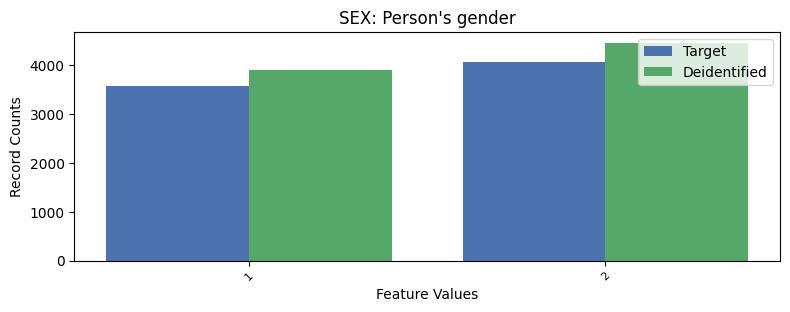 SEX: Person's gender
Target
Deidentified
Record Counts
4000
3000
2000
1000
0
1
2
Feature Values